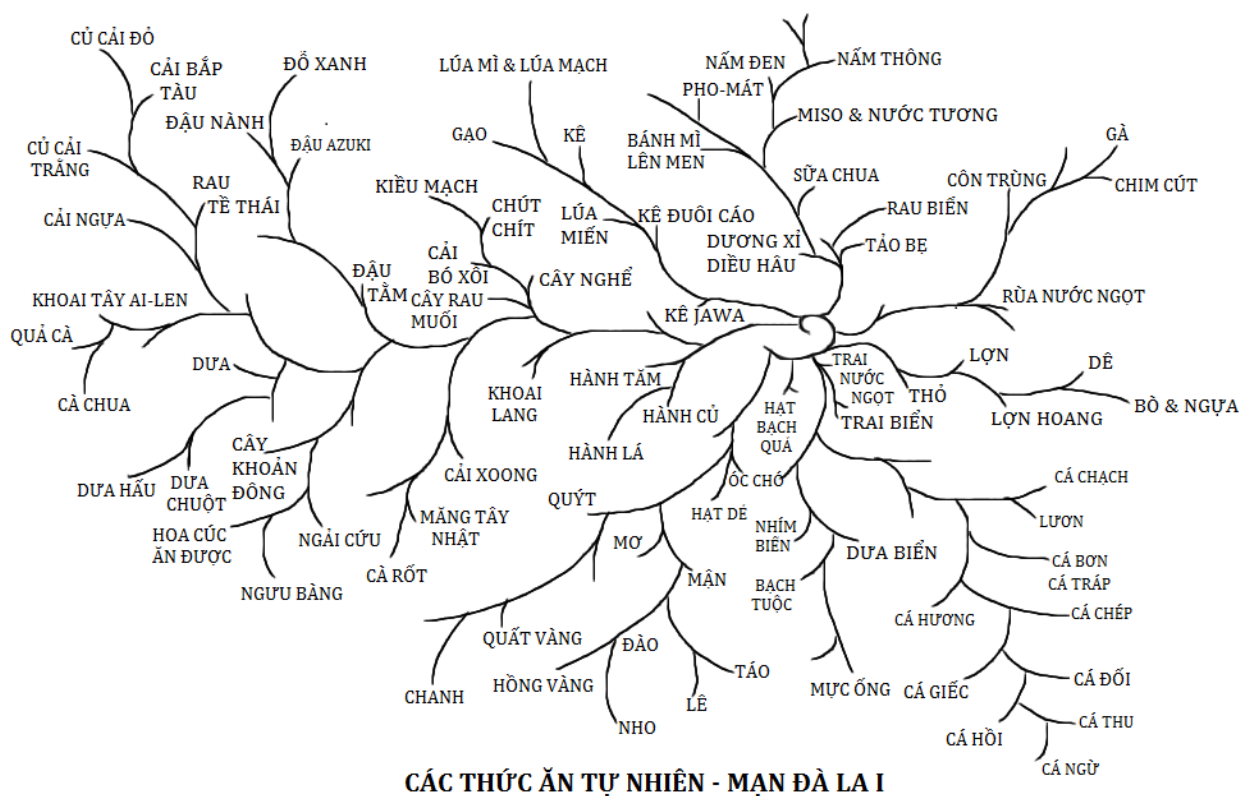 CỦ CẢI ĐỎ
CẢI BẮP
TÀU
ĐỖ XANH
ĐẬU NÀNH
ĐẬU AZUKI
CỦ CẢI
TRẮNG
RAU
TỀ THÁI
CẢI NGỰA
ĐẬU
TẰM
KHOAI TÂY AI-LEN
QUẢ CÀ
CÀ CHUA
DƯA
DƯA HẤU
DƯA
CHUỘT
CÂY
KHOẢN
ĐÔNG
HOA CÚC
ĂN ĐƯỢC
NGƯU BÀNG
NGẢI CỨU
CÀ RỐT
MĂNG TÂY
NHẬT
CẢI XOONG
LÚA MÌ & LÚA MẠCH
GẠO
KÊ
KIỀU MẠCH
CHÚT
CHÍT
LÚA
MIẾN
KÊ ĐUÔI CÁO
CẢI
BÓ XÔI
CÂY NGHỂ
CÂY RAU
MUỐI
KÊ JAWA
KHOAI
LANG
HÀNH TĂM
HÀNH CỦ
HÀNH LÁ
NẤM ĐEN
NẤM THÔNG
PHO-MÁT
MISO & NƯỚC TƯƠNG
BÁNH MÌ
LÊN MEN
SỮA CHUA
RAU BIỂN
DƯƠNG XỈ
DIỀU HÂU
TẢO BẸ
CÔN TRÙNG
GÀ
CHIM CÚT
RÙA NƯỚC NGỌT
TRAI
NƯỚC
NGỌT
TRAI BIỂN
THỎ
LỢN
LỢN HOANG
DÊ
BÒ & NGỰA
HẠT
BẠCH
QUẢ
ÓC CHÓ
HẠT DẺ
QUÝT
MƠ
MẬN
QUẤT VÀNG
CHANH
ĐÀO
HỒNG VÀNG
NHO
LÊ
TÁO
NHÍM
BIỂN
DƯA BIỂN
BẠCH
TUỘC
MỰC ỐNG
CÁ CHẠCH
LƯƠN
CÁ BƠN
CÁ TRÁP
CÁ HƯƠNG
CÁ CHÉP
CÁ GIẾC
CÁ ĐỐI
CÁ HỒI
CÁ THU
CÁ NGỪ
CÁC THỨC ĂN TỰ NHIÊN - MẠN ĐÀ LA I